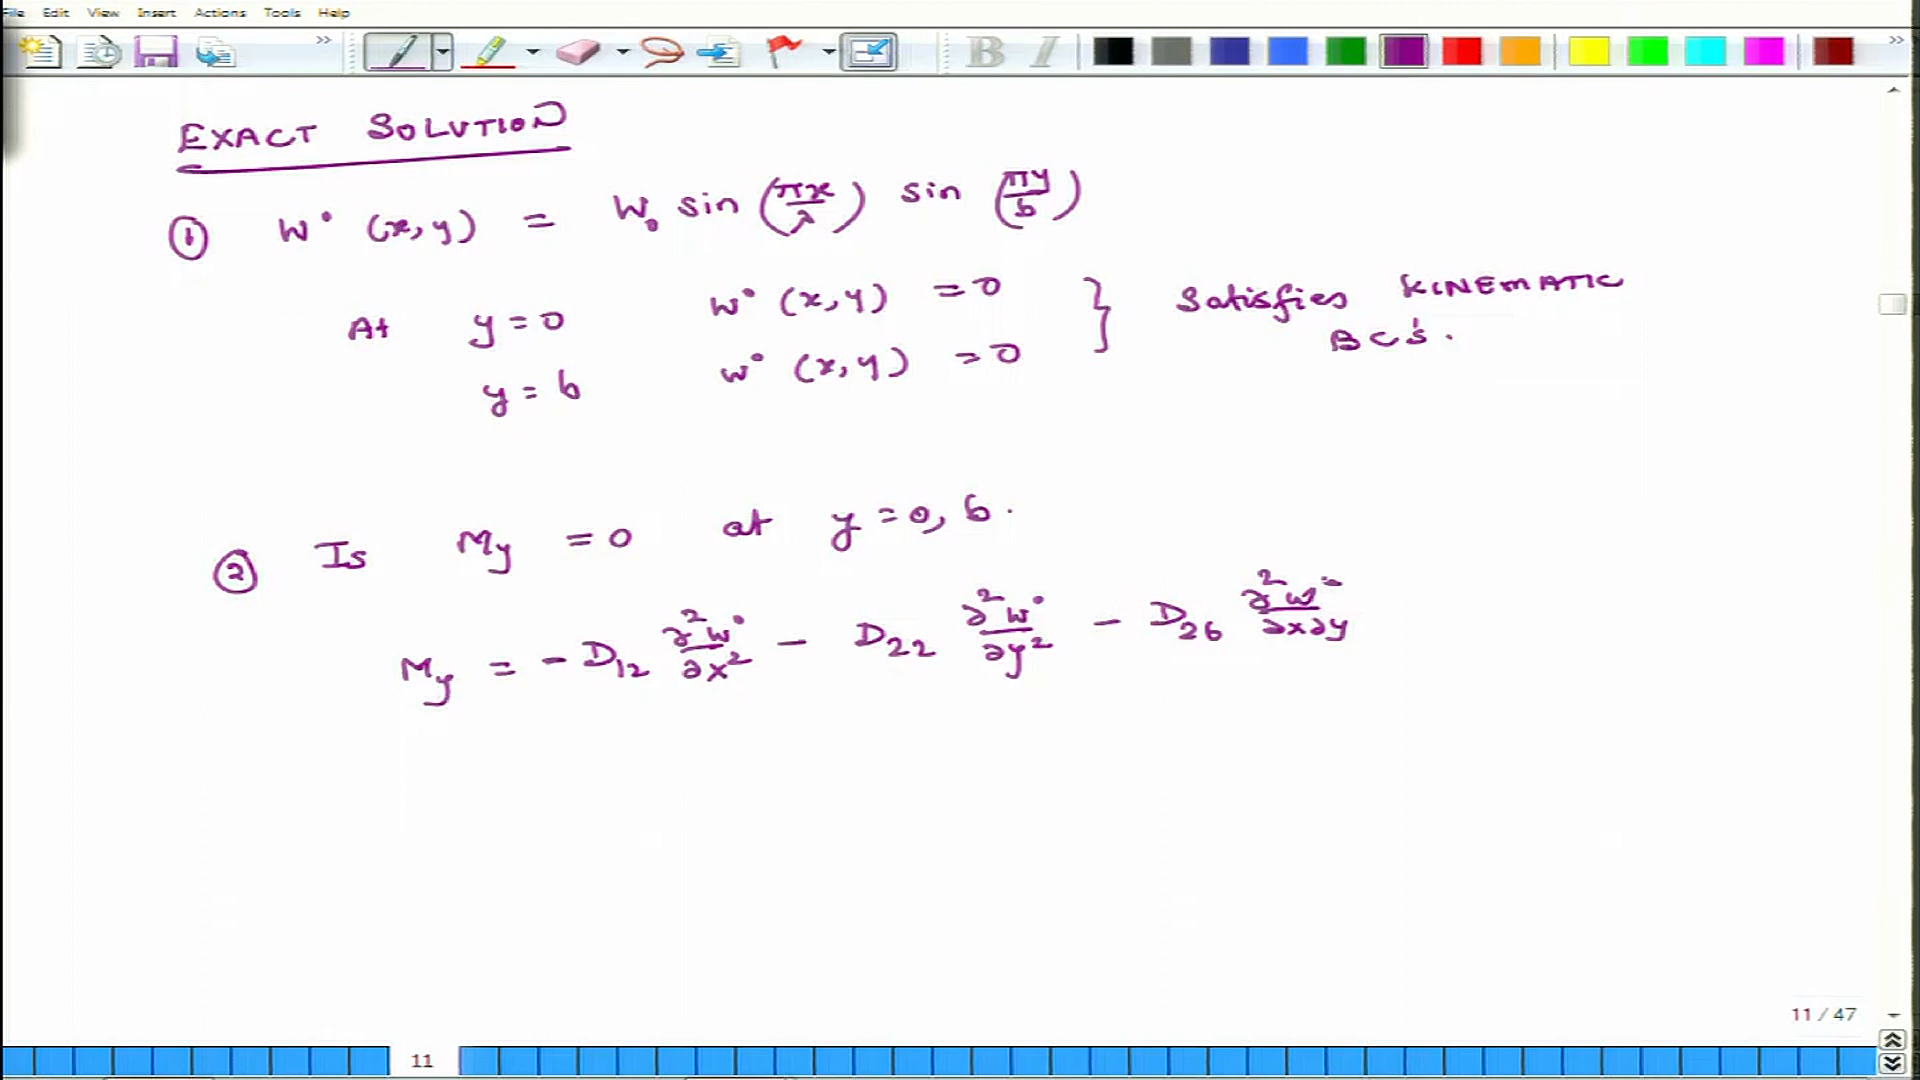 File Edit View Insert Actions Tools Help
B I
EXACT SOLUTION
① W° (x,y) = W₀ sin (πx/λ) sin (πy/b)
At y=0 W° (x,y) =0 } Satisfies KINEMATIC
y=b W° (x,y) =0 BC's.
② Is My =0 at y=0, b.
My = -D₁₂ ∂²w°/∂x² - D₂₂ ∂²w°/∂y² - D₂₆ ∂²w°/∂x∂y
11 / 47
11